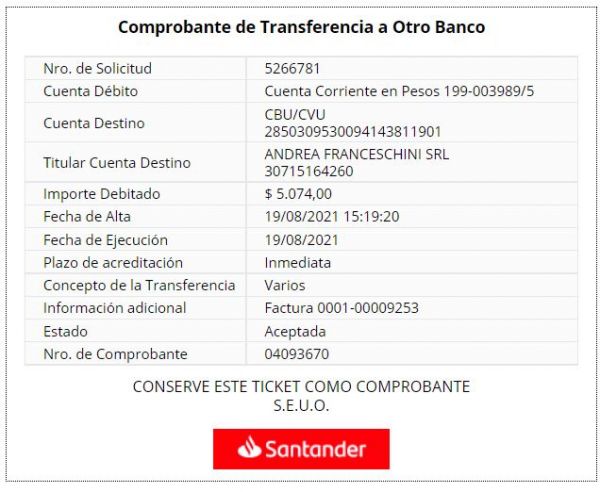 Comprobante de Transferencia a Otro Banco
Nro. de Solicitud 5266781
Cuenta Débito Cuenta Corriente en Pesos 199-003989/5
Cuenta Destino CBU/CVU
2850309530094143811901
Titular Cuenta Destino ANDREA FRANCESCHINI SRL
30715164260
Importe Debitado $ 5.074,00
Fecha de Alta 19/08/2021 15:19:20
Fecha de Ejecución 19/08/2021
Plazo de acreditación Inmediata
Concepto de la Transferencia Varios
Información adicional Factura 0001-00009253
Estado Aceptada
Nro. de Comprobante 04093670
CONSERVE ESTE TICKET COMO COMPROBANTE
S.E.U.O.
Santander